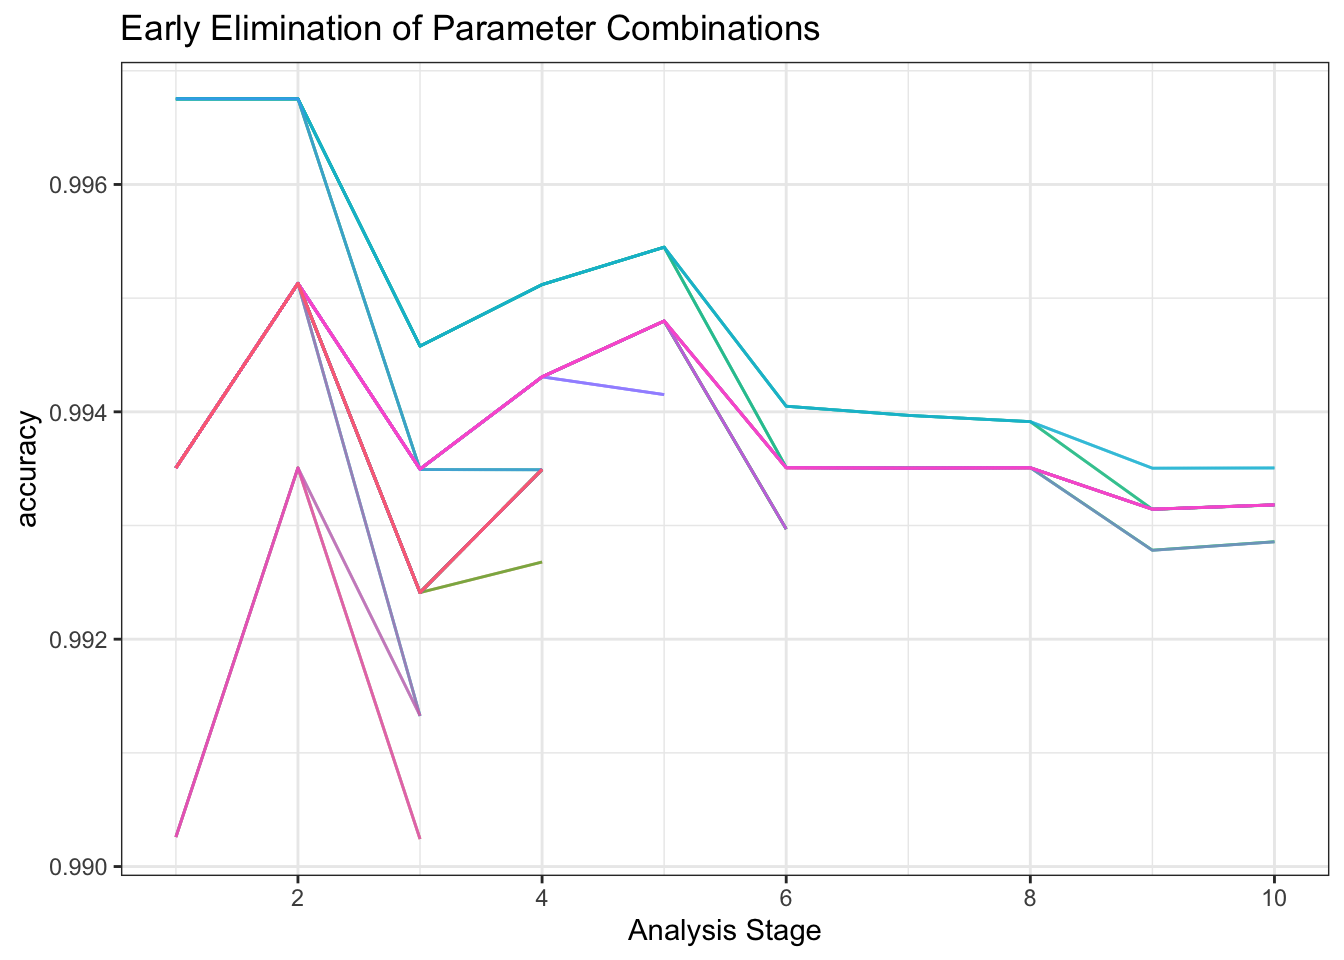 Early Elimination of Parameter Combinations
0.996
0.994
0.992
0.990
accuracy
2 4 6 8 10
Analysis Stage